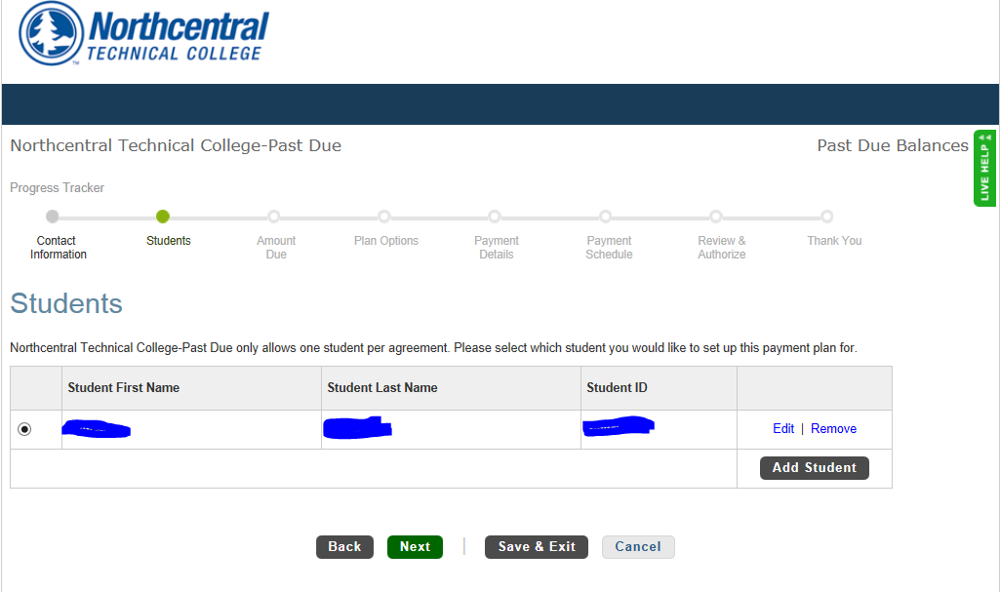 Northcentral
TECHNICAL COLLEGE
TM
Northcentral Technical College-Past Due
Past Due Balances
LIVE HELP
Progress Tracker
Contact Information
Students
Amount Due
Plan Options
Payment Details
Payment Schedule
Review & Authorize
Thank You
Students
Northcentral Technical College-Past Due only allows one student per agreement. Please select which student you would like to set up this payment plan for.
Student First Name Student Last Name Student ID
Edit | Remove
Add Student
Back Next | Save & Exit Cancel